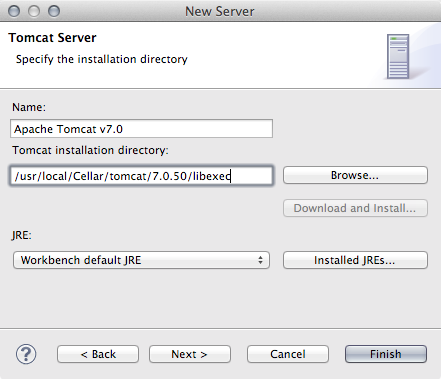 New Server
Tomcat Server
Specify the installation directory
Name:
Apache Tomcat v7.0
Tomcat installation directory:
/usr/local/Cellar/tomcat/7.0.50/libexec
Browse...
Download and Install...
JRE:
Workbench default JRE
Installed JREs...
?
< Back
Next >
Cancel
Finish